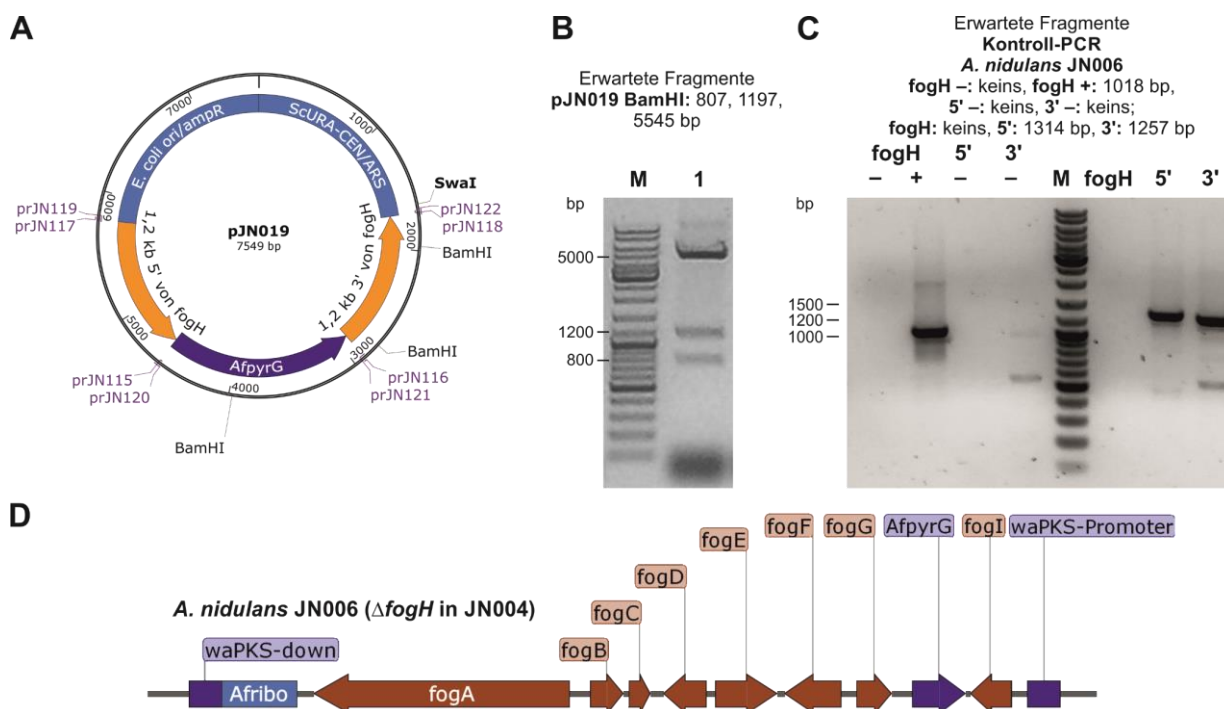 A
7000
1000
E. coli ori/ampR
ScURA-CEN/ARS
SwaI
prJN119
prJN117
6000
prJN122
prJN118
2000
BamHI
pJN019
7549 bp
1,2 kb 5' von fogH
1,2 kb 3' von fogH
5000
AfpyrG
3000
BamHI
prJN115
prJN120
4000
prJN116
prJN121
BamHI
B
Erwartete Fragmente
pJN019 BamHI: 807, 1197,
5545 bp
M 1
bp
5000
1200
800
C
Erwartete Fragmente
Kontroll-PCR
A. nidulans JN006
fogH –: keins, fogH +: 1018 bp,
5' –: keins, 3' –: keins;
fogH: keins, 5': 1314 bp, 3': 1257 bp
fogH 5' 3'
– + – – M fogH 5' 3'
bp
1500
1200
1000
D
A. nidulans JN006 (ΔfogH in JN004)
waPKS-down
fogB
fogC
fogD
fogE
fogF
fogG
AfpyrG
fogI
waPKS-Promoter
Afribo
fogA